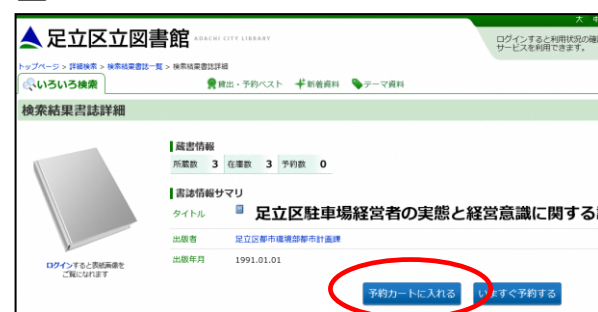 大 中
足立区立図書館 ADACHI CITY LIBRARY
ログインすると利用状況の確
サービスを利用できます。
トップページ > 詳細検索 > 検索結果書誌一覧 > 検索結果書誌詳細
いろいろ検索 貸出・予約ベスト 新着資料 テーマ資料
検索結果書誌詳細
蔵書情報
所蔵数 3 在庫数 3 予約数 0
書誌情報サマリ
タイトル 足立区駐車場経営者の実態と経営意識に関する
出版者 足立区都市環境部都市計画課
出版年月 1991.01.01
ログインすると表紙画像を
ご覧になれます
予約カートに入れる いますぐ予約する